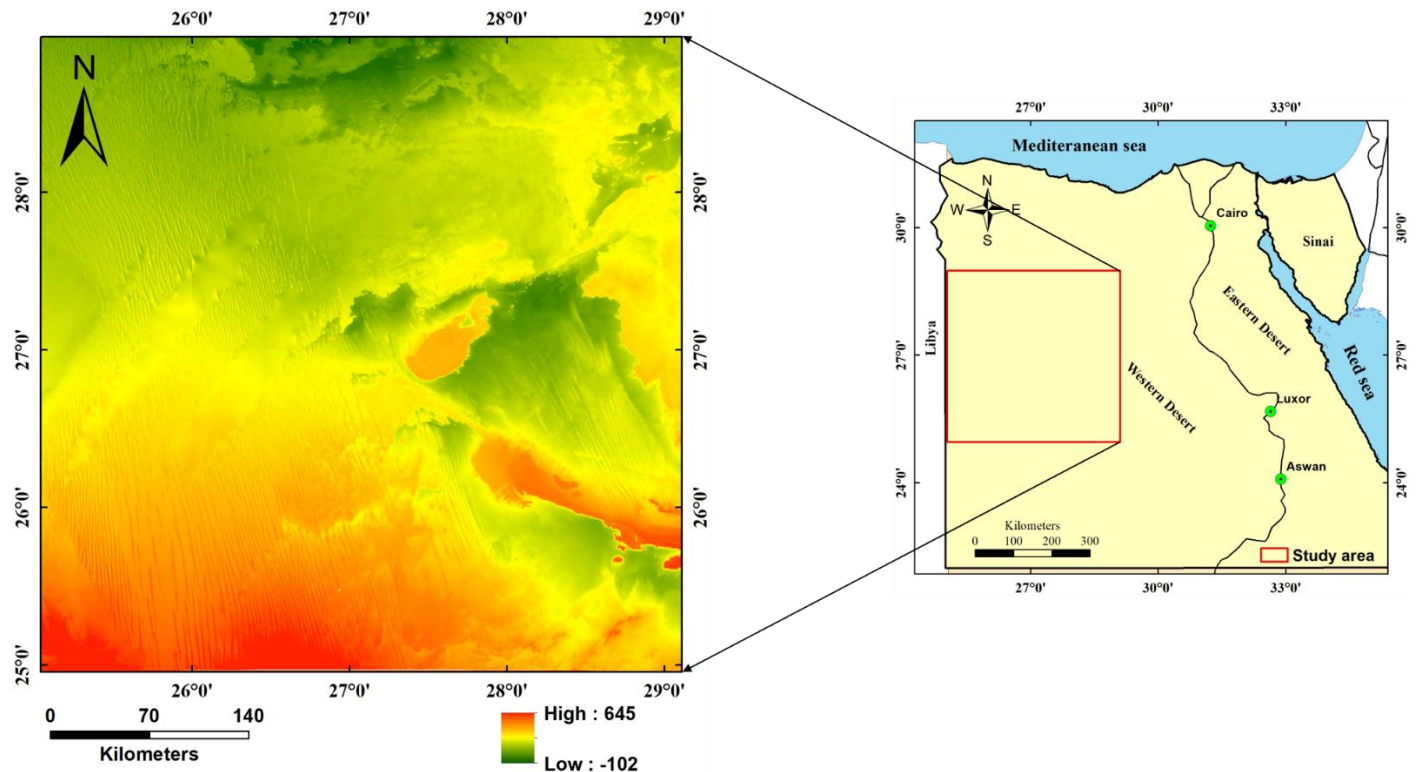 26°0' 27°0' 28°0' 29°0'
N
28°0' 28°0'
27°0' 27°0'
26°0' 26°0'
25°0' 25°0'
26°0' 27°0' 28°0' 29°0'
0 70 140
Kilometers
High : 645
Low : -102
27°0' 30°0' 33°0'
Mediteranean sea
N
W E
S
Cairo
30°0' 30°0'
Sinai
Eastern Desert
Libya
27°0' 27°0'
Red sea
Western Desert
Luxor
Aswan
24°0' 24°0'
Kilometers
0 100 200 300
Study area
27°0' 30°0' 33°0'